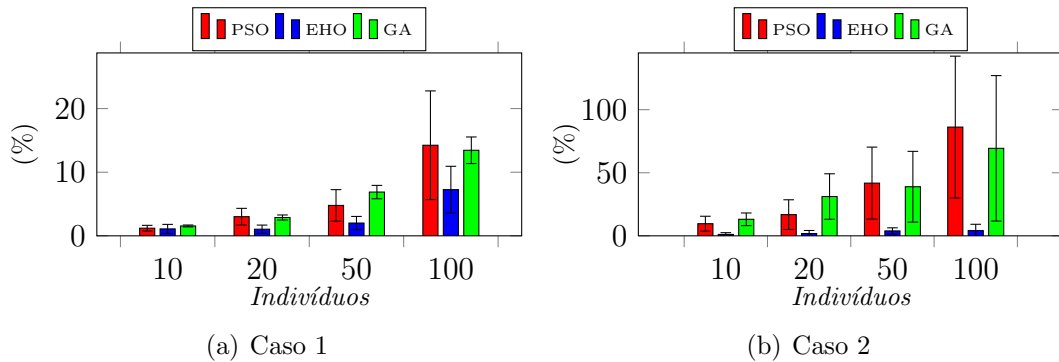 PSO EHO GA
20
10
0
(%)
10 20 50 100
Indivíduos
(a) Caso 1
PSO EHO GA
100
50
0
(%)
10 20 50 100
Indivíduos
(b) Caso 2